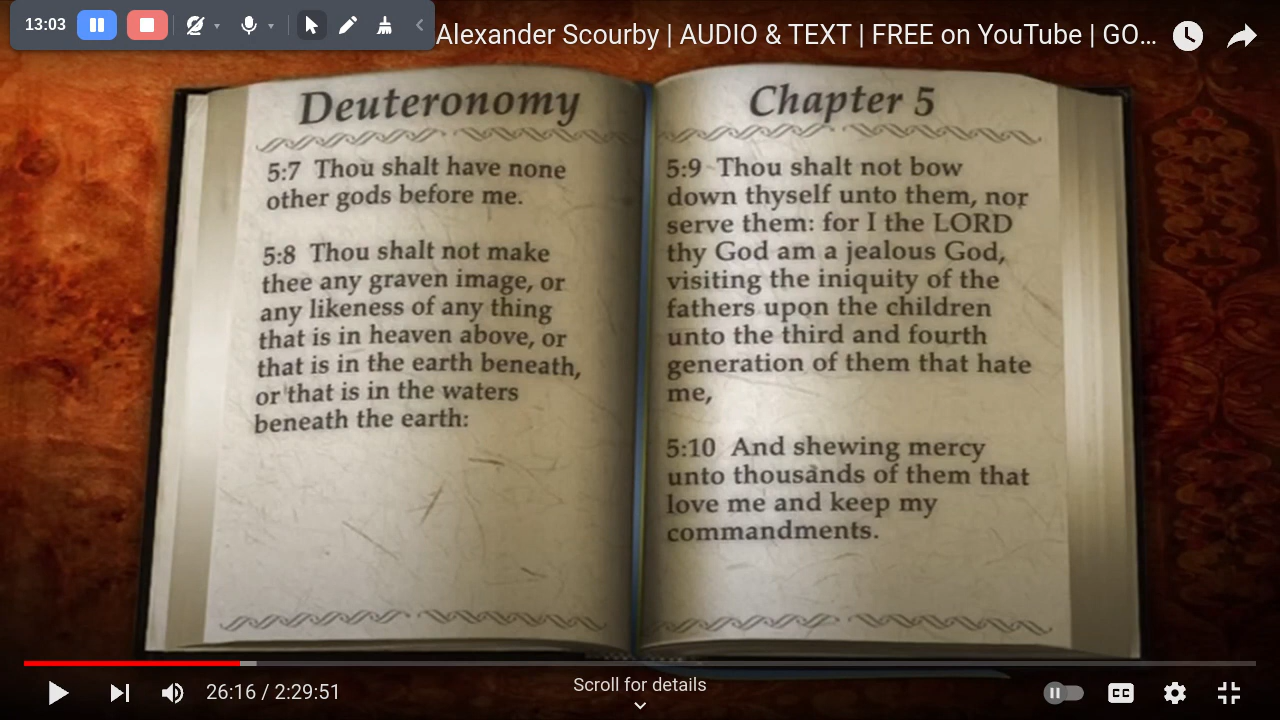 13:03
Alexander Scourby | AUDIO & TEXT | FREE on YouTube | GO...
Deuteronomy
5:7 Thou shalt have none
other gods before me.
5:8 Thou shalt not make
thee any graven image, or
any likeness of any thing
that is in heaven above, or
that is in the earth beneath,
or that is in the waters
beneath the earth:
Chapter 5
5:9 Thou shalt not bow
down thyself unto them, nor
serve them: for I the LORD
thy God am a jealous God,
visiting the iniquity of the
fathers upon the children
unto the third and fourth
generation of them that hate
me,
5:10 And shewing mercy
unto thousands of them that
love me and keep my
commandments.
26:16 / 2:29:51
Scroll for details
CC